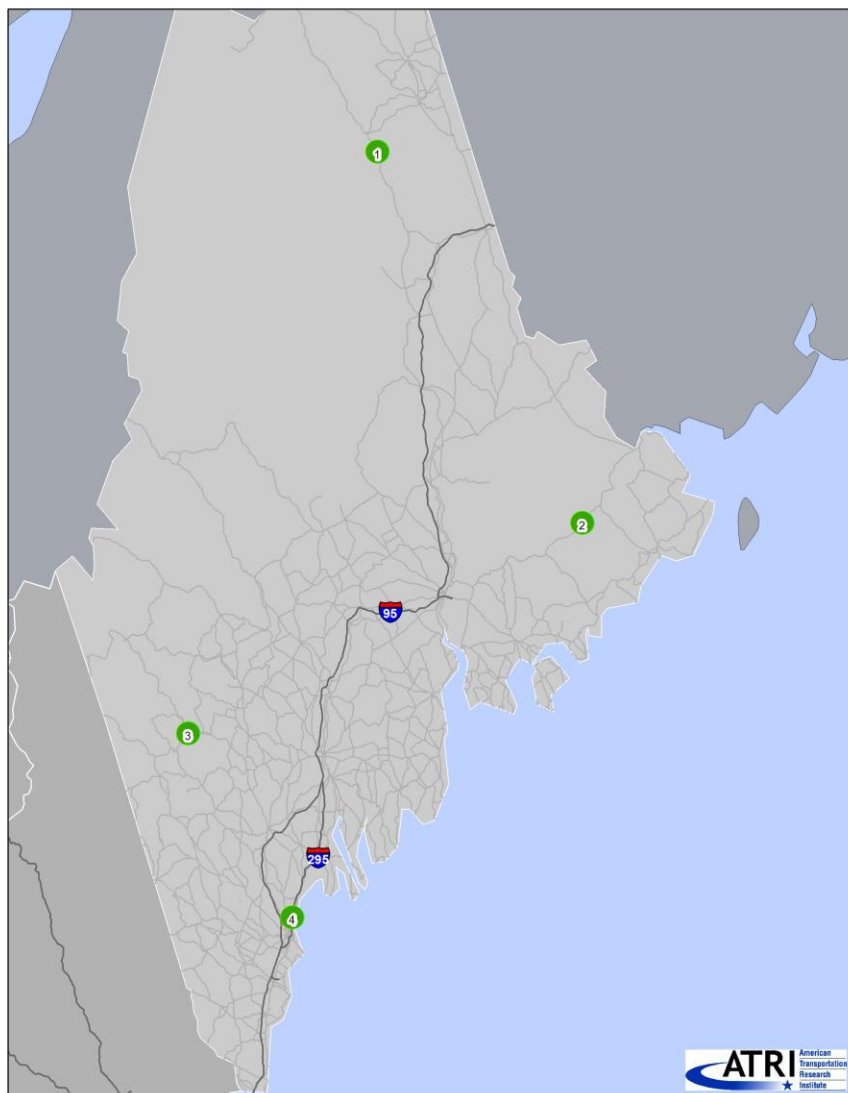 1
2
95
3
295
4
ATRI
American
Transportation
Research
Institute